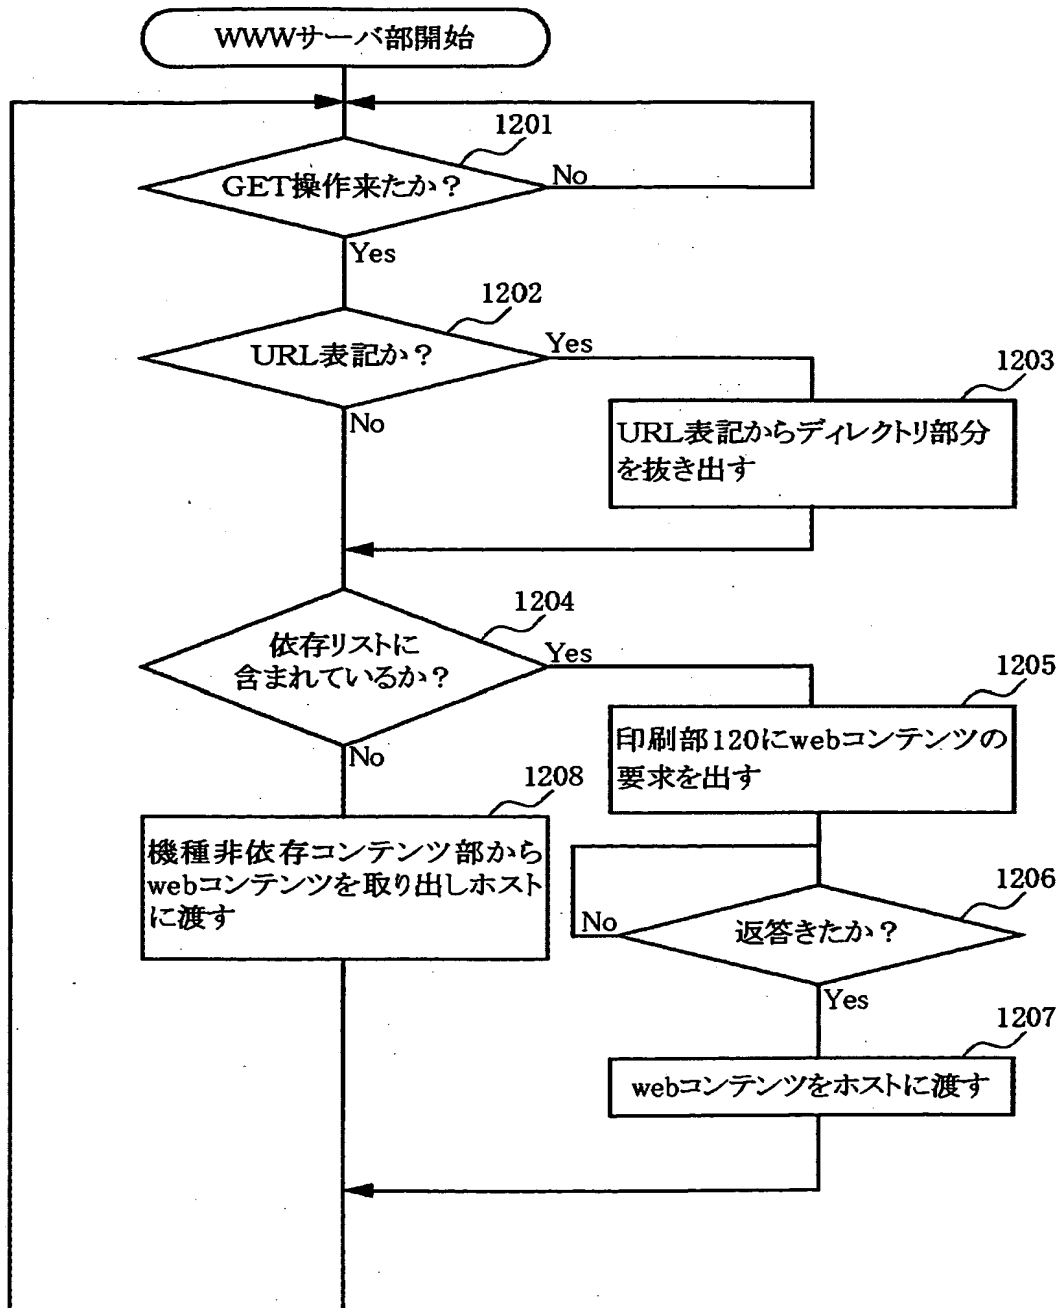 WWWサーバ部開始
1201
GET操作来たか？
No
Yes
1202
URL表記か？
Yes
No
1203
URL表記からディレクトリ部分
を抜き出す
1204
依存リストに
含まれているか？
Yes
No
1205
印刷部120にwebコンテンツの
要求を出す
1208
機種非依存コンテンツ部から
webコンテンツを取り出しホスト
に渡す
1206
返答きたか？
No
Yes
1207
webコンテンツをホストに渡す